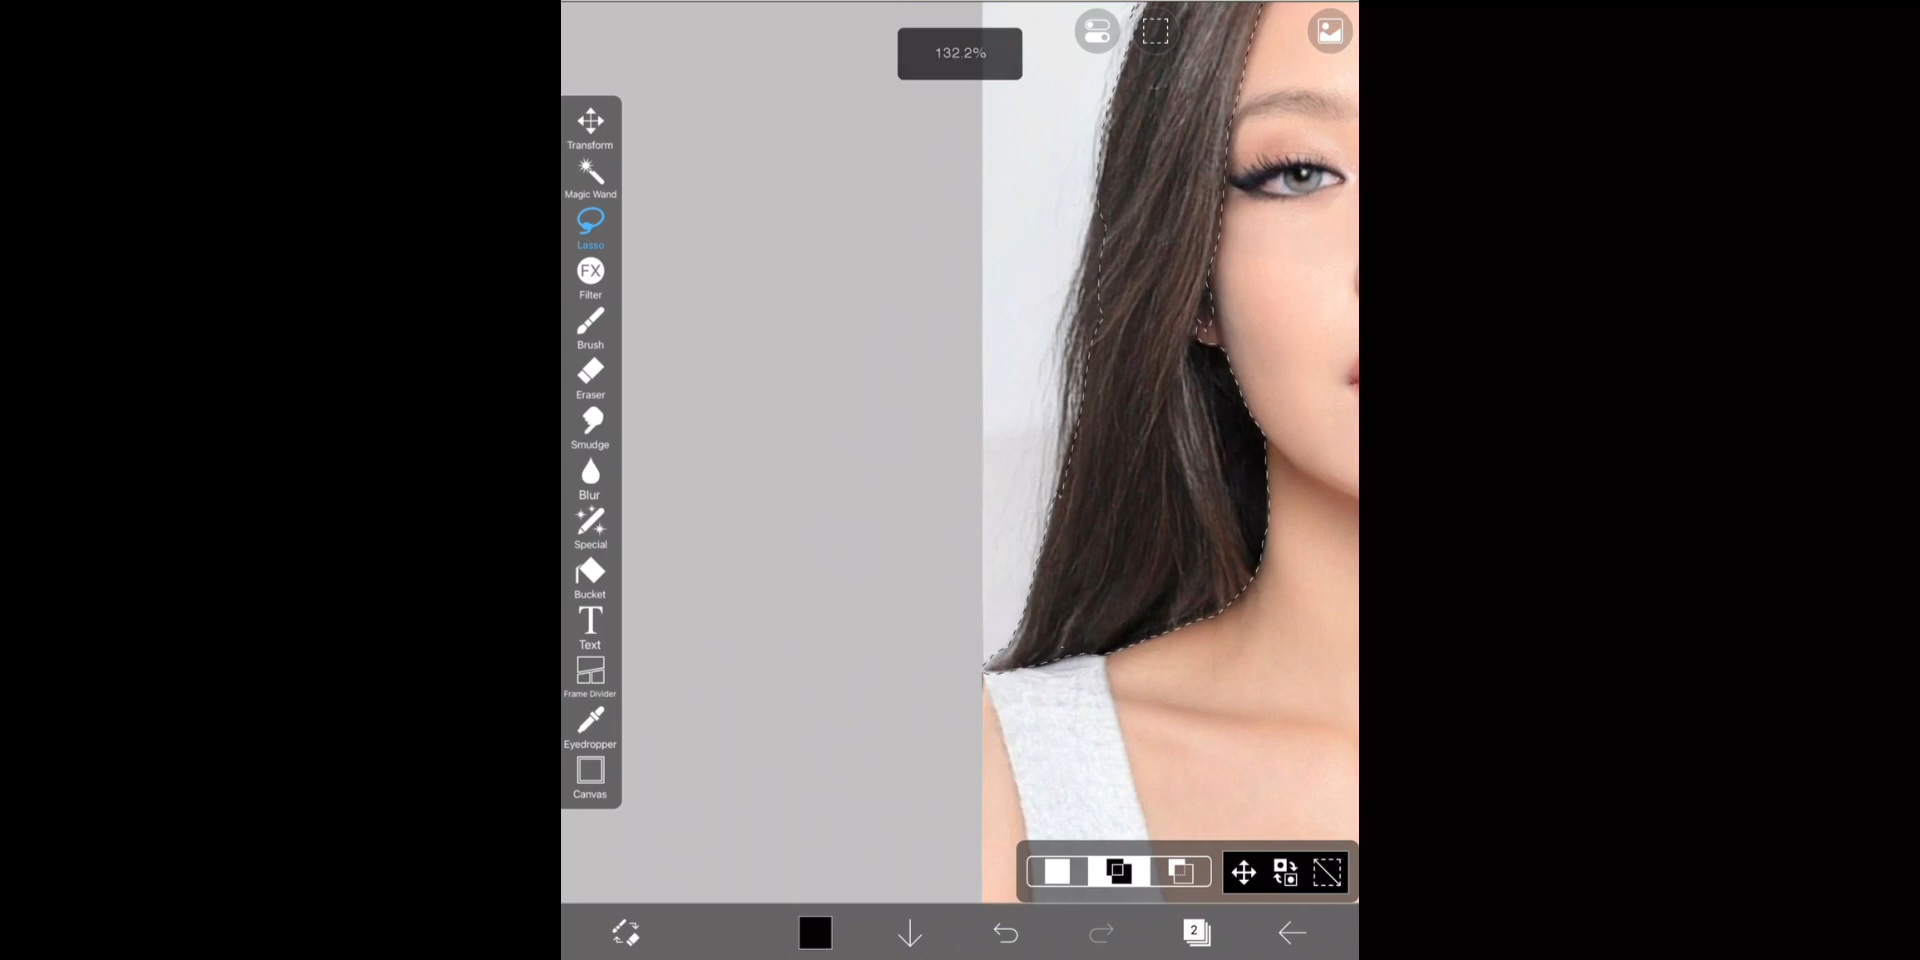 132.2%
Transform
Magic Wand
Lasso
FX
Filter
Brush
Eraser
Smudge
Blur
Special
Bucket
T
Text
Frame Divider
Eyedropper
Canvas
2